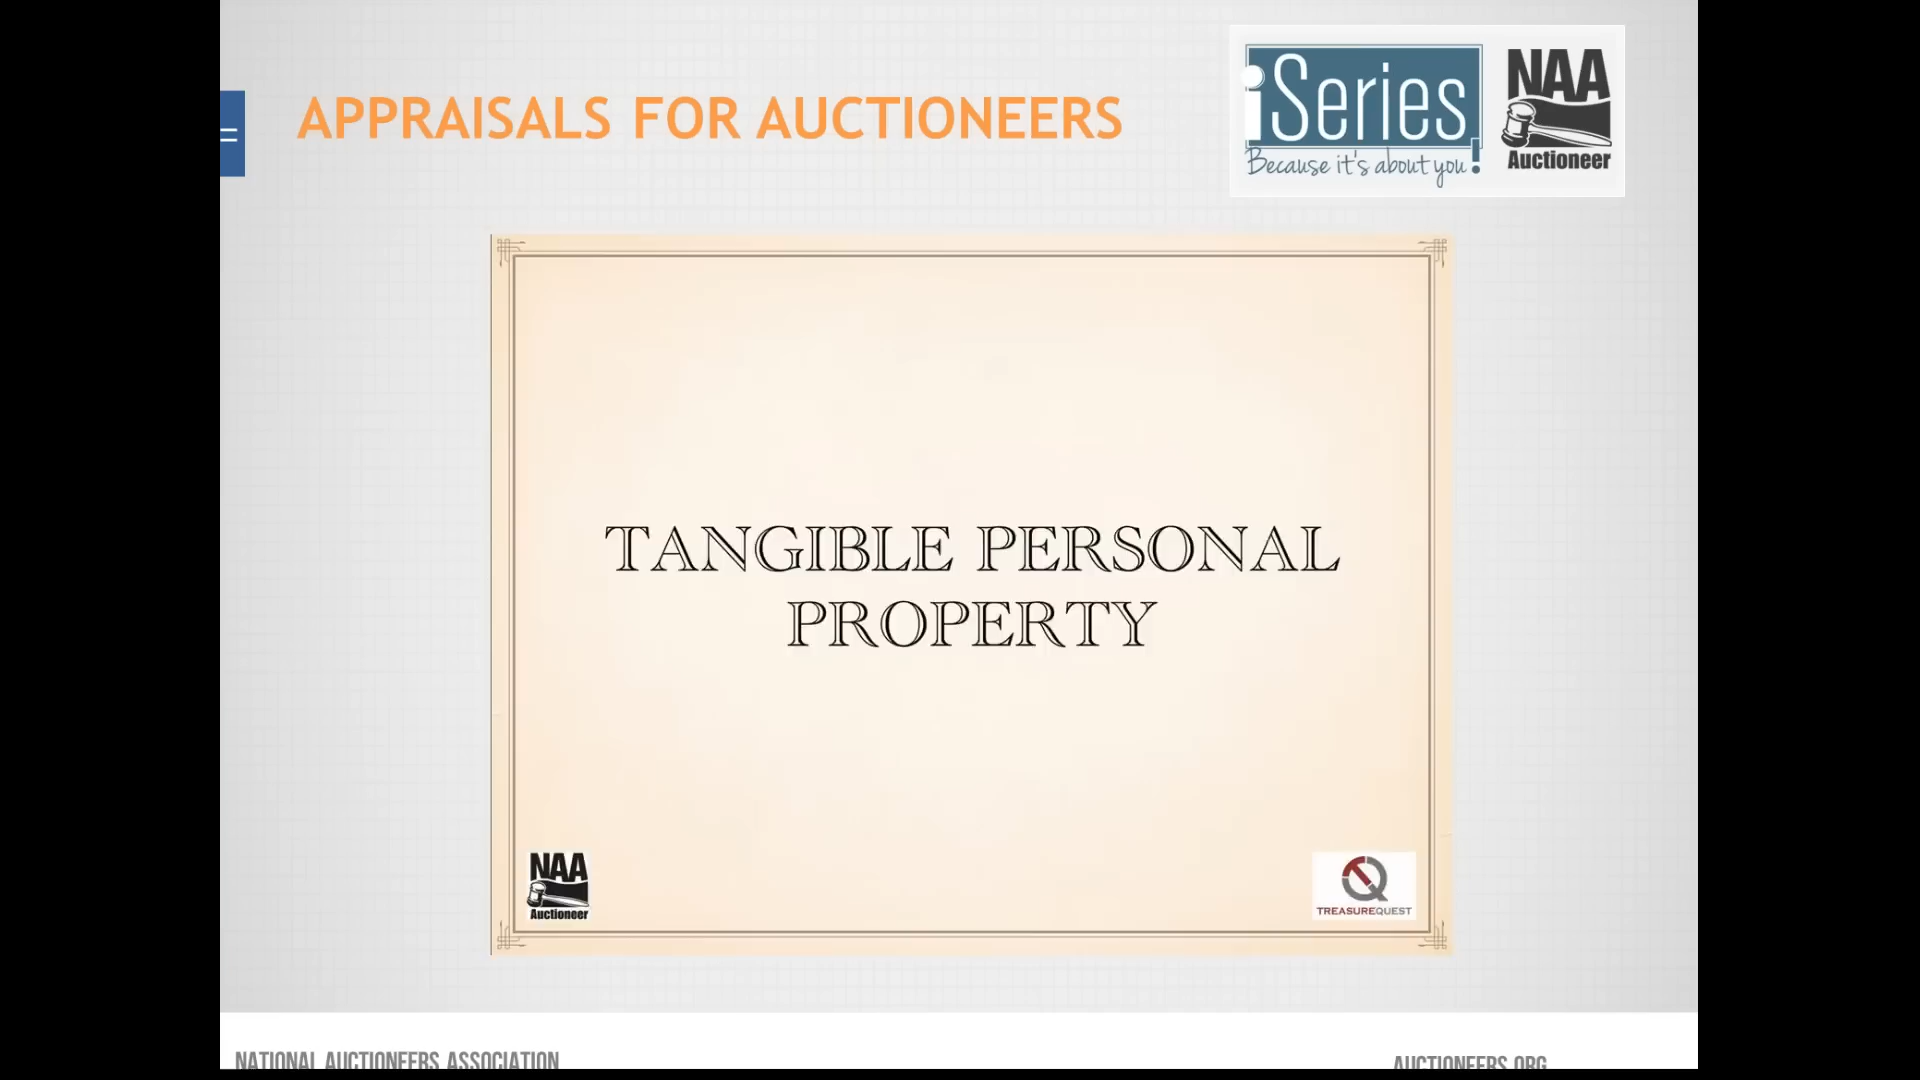 APPRAISALS FOR AUCTIONEERS
iSeries!
Because it's about you
NAA
Auctioneer
TANGIBLE PERSONAL
PROPERTY
NAA
Auctioneer
TREASUREQUEST
NATIONAL AUCTIONEERS ASSOCIATION
AUCTIONEERS.ORG